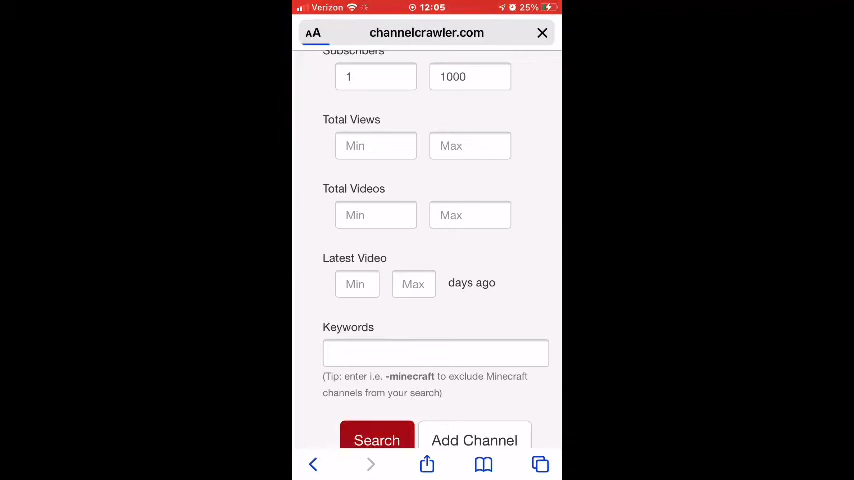 Verizon 12:05 25%
AA channelcrawler.com
Subscribers
1 1000
Total Views
Min Max
Total Videos
Min Max
Latest Video
Min Max days ago
Keywords
(Tip: enter i.e. -minecraft to exclude Minecraft
channels from your search)
Search Add Channel